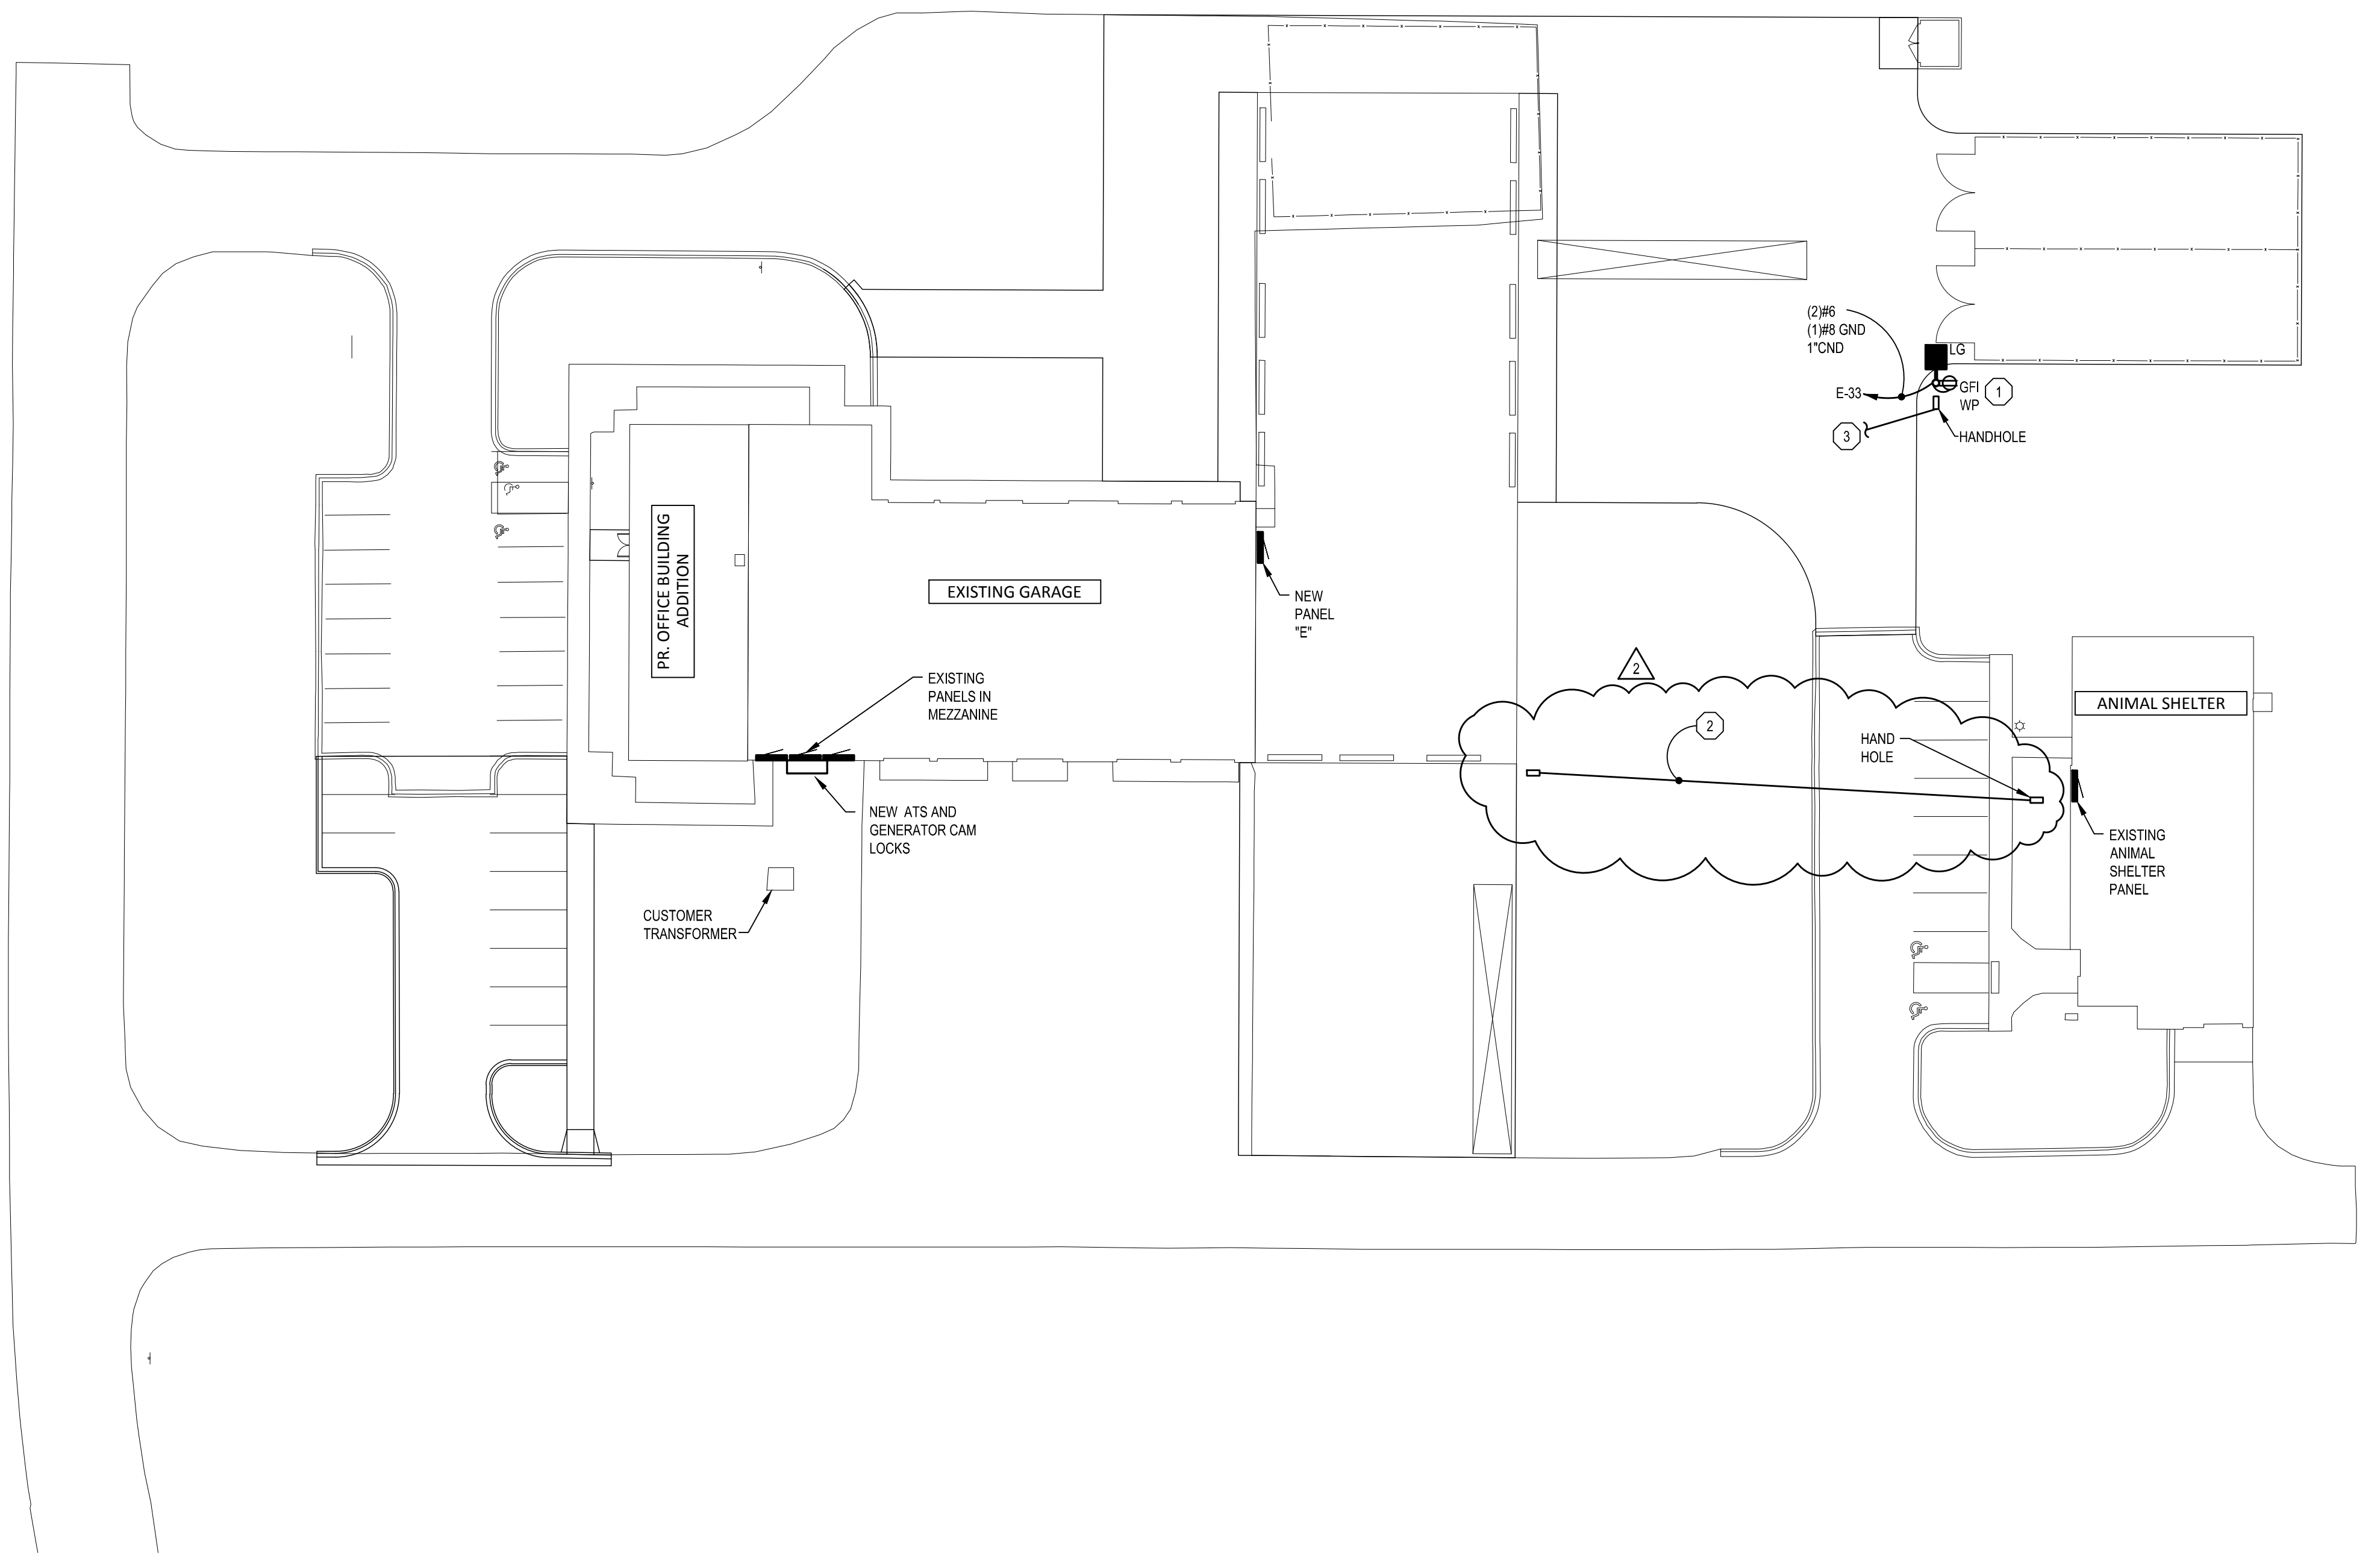 (2)#6
(1)#8 GND
1"CND
LG
E-33
GFI
WP
1
3
HANDHOLE
PR. OFFICE BUILDING
ADDITION
EXISTING GARAGE
NEW
PANEL
"E"
EXISTING
PANELS IN
MEZZANINE
2
2
ANIMAL SHELTER
HAND
HOLE
NEW ATS AND
GENERATOR CAM
LOCKS
EXISTING
ANIMAL
SHELTER
PANEL
CUSTOMER
TRANSFORMER